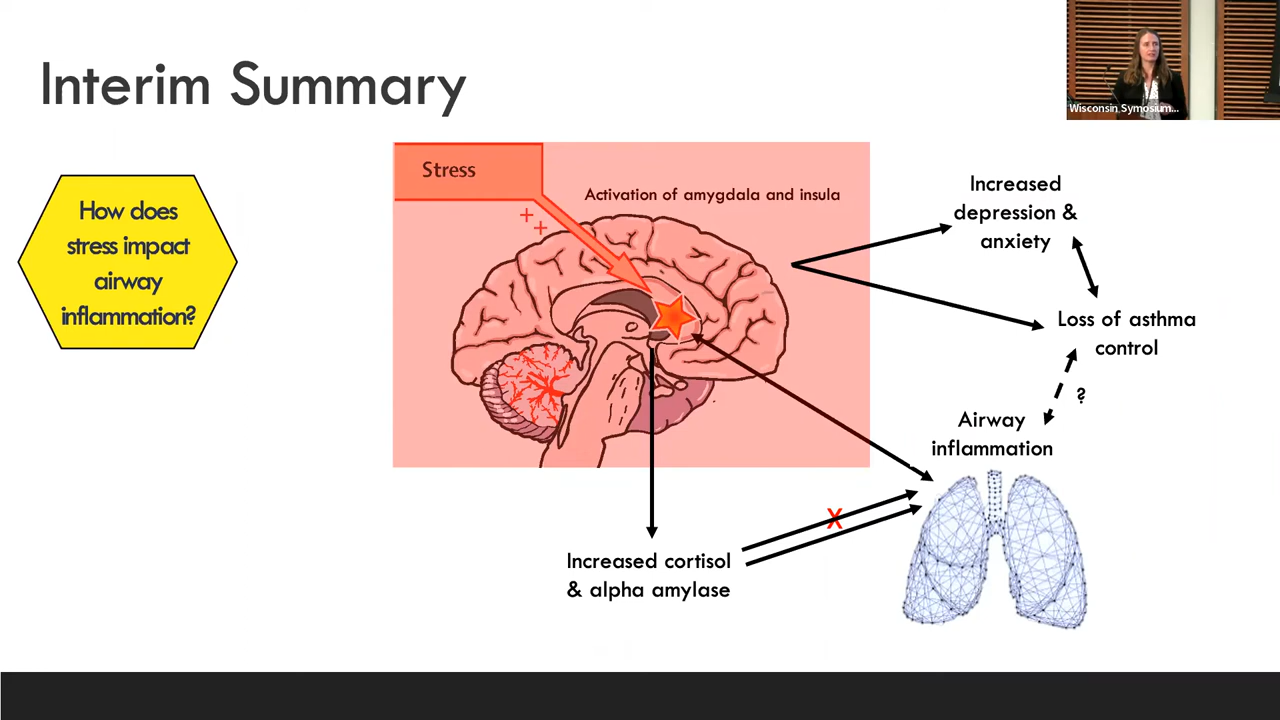 Interim Summary
Wisconsin Symposium...
How does
stress impact
airway
inflammation?
Stress
Activation of amygdala and insula
+
+
Increased
depression &
anxiety
Loss of asthma
control
?
Airway
inflammation
X
Increased cortisol
& alpha amylase